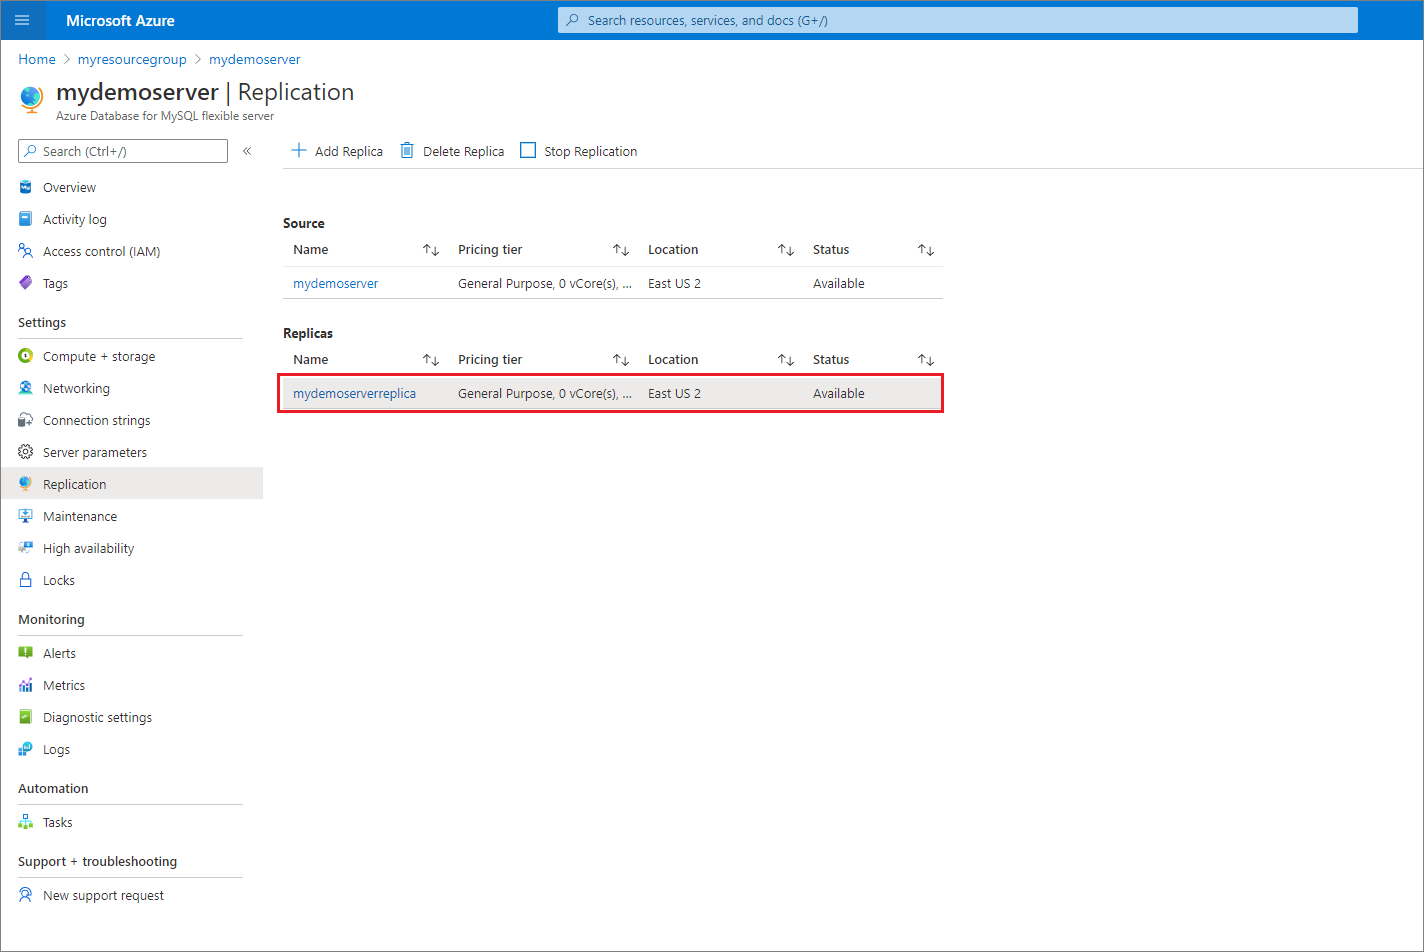 Microsoft Azure
Search resources, services, and docs (G+/)
Home > myresourcegroup > mydemoserver
mydemoserver | Replication
Azure Database for MySQL flexible server
Search (Ctrl+/)
«
Add Replica Delete Replica Stop Replication
Overview
Activity log
Access control (IAM)
Tags
Settings
Compute + storage
Networking
Connection strings
Server parameters
Replication
Maintenance
High availability
Locks
Monitoring
Alerts
Metrics
Diagnostic settings
Logs
Automation
Tasks
Support + troubleshooting
New support request
Source
Name Pricing tier Location Status
mydemoserver General Purpose, 0 vCore(s), ... East US 2 Available
Replicas
Name Pricing tier Location Status
mydemoserverreplica General Purpose, 0 vCore(s), ... East US 2 Available